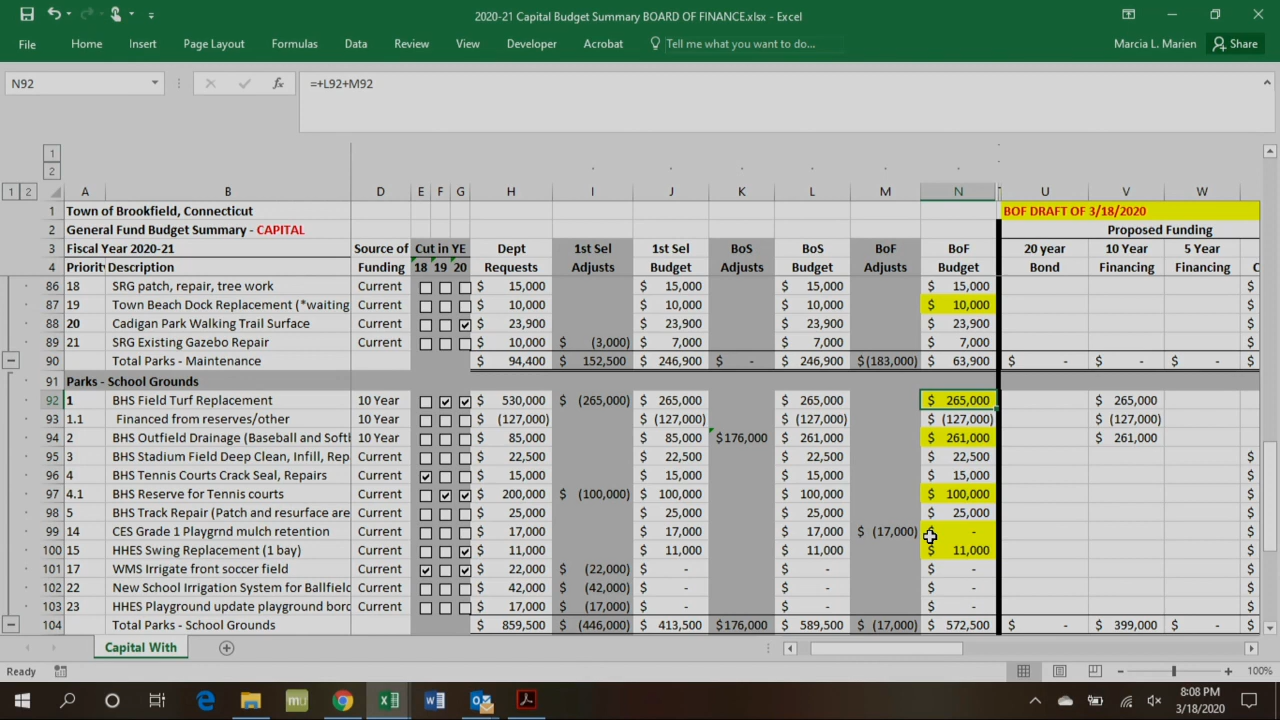 2020-21 Capital Budget Summary BOARD OF FINANCE.xlsx - Excel
File Home Insert Page Layout Formulas Data Review View Developer Acrobat Tell me what you want to do... Marcia L. Marien Share
N92 fx =+L92+M92
1
2
1 2 A B D E F G H I J K L M N U V W
1 Town of Brookfield, Connecticut BOF DRAFT OF 3/18/2020
2 General Fund Budget Summary - CAPITAL Proposed Funding
3 Fiscal Year 2020-21 Source of Cut in YE Dept 1st Sel 1st Sel BoS BoS BoF BoF 20 year 10 Year 5 Year
4 Priorit Description Funding 18 19 20 Requests Adjusts Budget Adjusts Budget Adjusts Budget Bond Financing Financing C
86 18 SRG patch, repair, tree work Current $ 15,000 $ 15,000 $ 15,000 $ 15,000 $
87 19 Town Beach Dock Replacement (*waiting Current $ 10,000 $ 10,000 $ 10,000 $ 10,000 $
88 20 Cadigan Park Walking Trail Surface Current $ 23,900 $ 23,900 $ 23,900 $ 23,900 $
89 21 SRG Existing Gazebo Repair Current $ 10,000 $ (3,000) $ 7,000 $ 7,000 $ 7,000 $
90 Total Parks - Maintenance $ 94,400 $ 152,500 $ 246,900 $ - $ 246,900 $(183,000) $ 63,900 $ - $ - $ - $
91 Parks - School Grounds
92 1 BHS Field Turf Replacement 10 Year $ 530,000 $ (265,000) $ 265,000 $ 265,000 $ 265,000 $ 265,000
93 1.1 Financed from reserves/other 10 Year $ (127,000) $ (127,000) $ (127,000) $ (127,000) $ (127,000)
94 2 BHS Outfield Drainage (Baseball and Softb 10 Year $ 85,000 $ 85,000 $176,000 $ 261,000 $ 261,000 $ 261,000
95 3 BHS Stadium Field Deep Clean, Infill, Rep Current $ 22,500 $ 22,500 $ 22,500 $ 22,500 $
96 4 BHS Tennis Courts Crack Seal, Repairs Current $ 15,000 $ 15,000 $ 15,000 $ 15,000 $
97 4.1 BHS Reserve for Tennis courts Current $ 200,000 $ (100,000) $ 100,000 $ 100,000 $ 100,000 $
98 5 BHS Track Repair (Patch and resurface are Current $ 25,000 $ 25,000 $ 25,000 $ 25,000 $
99 14 CES Grade 1 Playgrnd mulch retention Current $ 17,000 $ 17,000 $ 17,000 $ (17,000) $ - $
100 15 HHES Swing Replacement (1 bay) Current $ 11,000 $ 11,000 $ 11,000 $ 11,000 $
101 17 WMS Irrigate front soccer field Current $ 22,000 $ (22,000) $ - $ - $ - $
102 22 New School Irrigation System for Ballfield Current $ 42,000 $ (42,000) $ - $ - $ - $
103 23 HHES Playground update playground bord Current $ 17,000 $ (17,000) $ - $ - $ - $
104 Total Parks - School Grounds $ 859,500 $ (446,000) $ 413,500 $176,000 $ 589,500 $ (17,000) $ 572,500 $ - $ 399,000 $ - $
Capital With
Ready 100%
mu 8:08 PM
3/18/2020